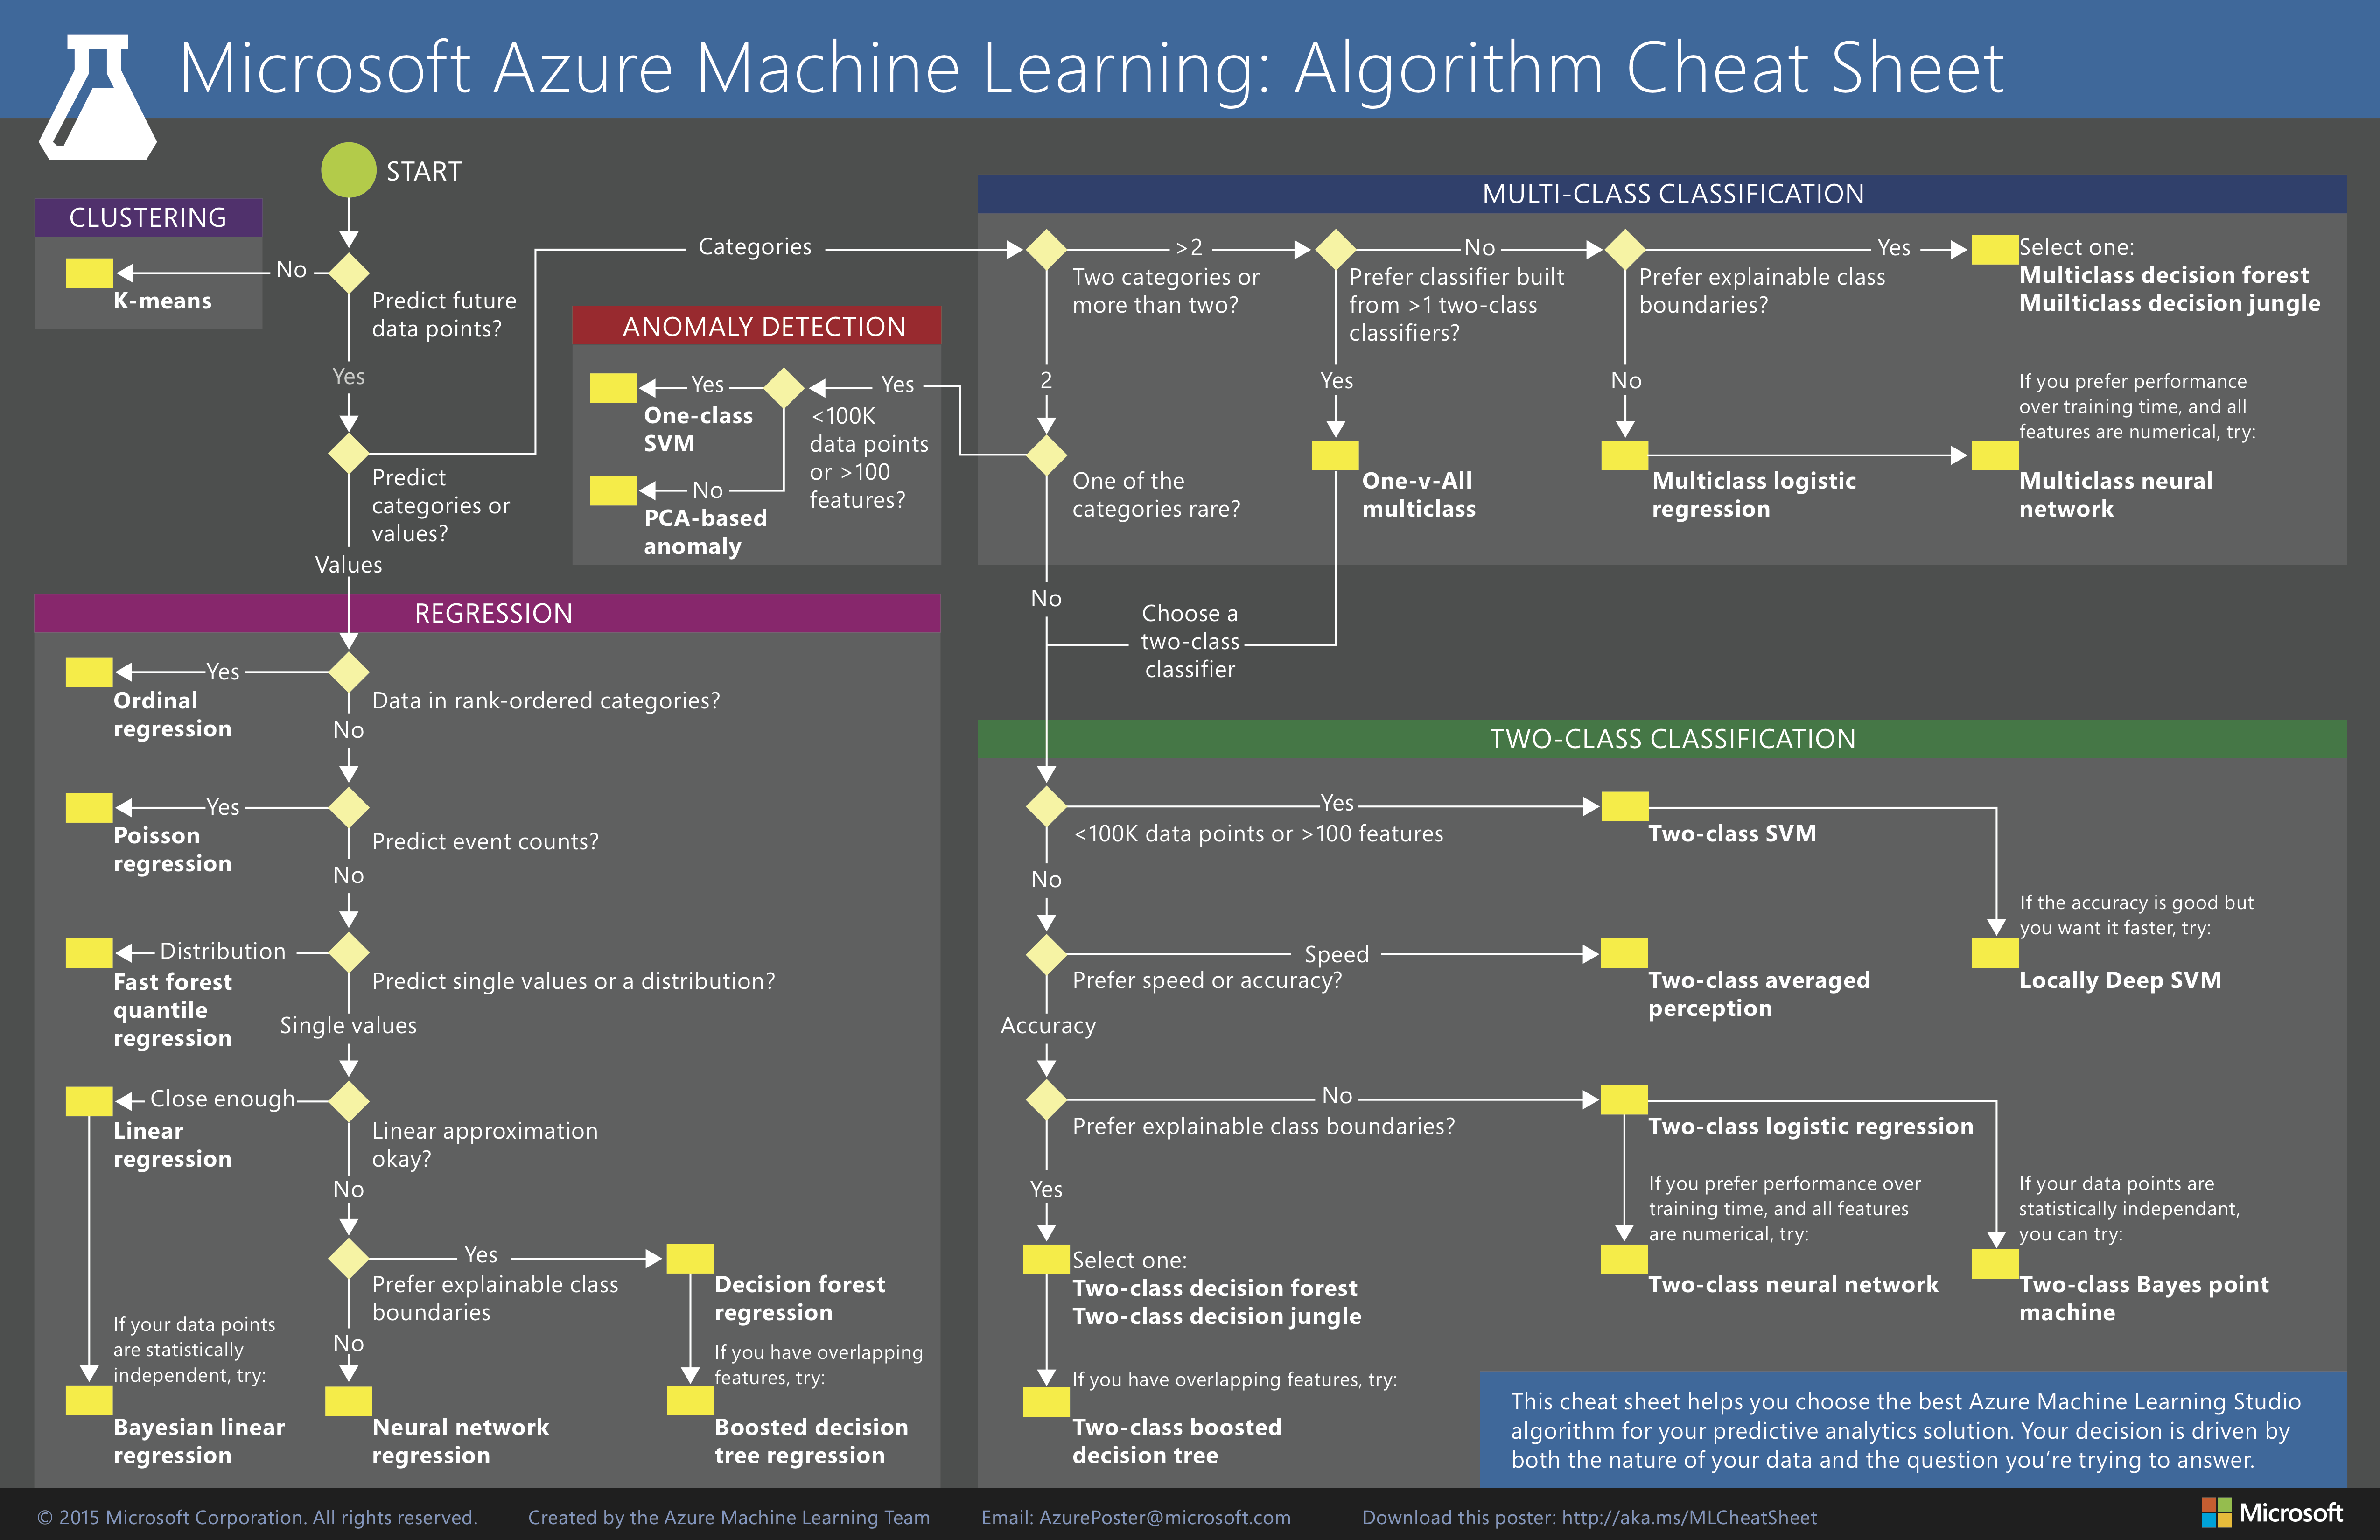 Microsoft Azure Machine Learning: Algorithm Cheat Sheet
START
CLUSTERING
No
K-means
Predict future
data points?
Yes
Predict
categories or
values?
Categories
Values
ANOMALY DETECTION
Yes
Yes
One-class
SVM
<100K
data points
or >100
features?
No
PCA-based
anomaly
MULTI-CLASS CLASSIFICATION
>2
Two categories or
more than two?
No
Prefer classifier built
from >1 two-class
classifiers?
Yes
Prefer explainable class
boundaries?
Select one:
Multiclass decision forest
Muilticlass decision jungle
2
Yes
No
If you prefer performance
over training time, and all
features are numerical, try:
One of the
categories rare?
One-v-All
multiclass
Multiclass logistic
regression
Multiclass neural
network
No
Choose a
two-class
classifier
REGRESSION
Yes
Ordinal
regression
Data in rank-ordered categories?
No
Yes
Poisson
regression
Predict event counts?
No
Distribution
Fast forest
quantile
regression
Predict single values or a distribution?
Single values
Close enough
Linear
regression
Linear approximation
okay?
No
Yes
Prefer explainable class
boundaries
Decision forest
regression
No
If your data points
are statistically
independent, try:
If you have overlapping
features, try:
Bayesian linear
regression
Neural network
regression
Boosted decision
tree regression
TWO-CLASS CLASSIFICATION
Yes
<100K data points or >100 features
Two-class SVM
No
If the accuracy is good but
you want it faster, try:
Speed
Prefer speed or accuracy?
Two-class averaged
perception
Locally Deep SVM
Accuracy
No
Prefer explainable class boundaries?
Two-class logistic regression
Yes
If you prefer performance over
training time, and all features
are numerical, try:
If your data points are
statistically independant,
you can try:
Select one:
Two-class decision forest
Two-class decision jungle
Two-class neural network
Two-class Bayes point
machine
If you have overlapping features, try:
Two-class boosted
decision tree
This cheat sheet helps you choose the best Azure Machine Learning Studio
algorithm for your predictive analytics solution. Your decision is driven by
both the nature of your data and the question you're trying to answer.
© 2015 Microsoft Corporation. All rights reserved.
Created by the Azure Machine Learning Team
Email: AzurePoster@microsoft.com
Download this poster: http://aka.ms/MLCheatSheet
Microsoft